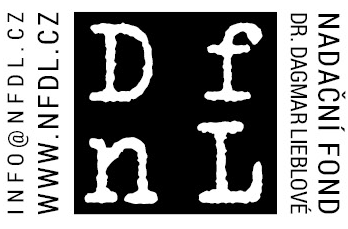 INFO@NFDL.CZ
WWW.NFDL.CZ
D f
n L
NADAČNÍ FOND
DR. DAGMAR LIEBLOVÉ